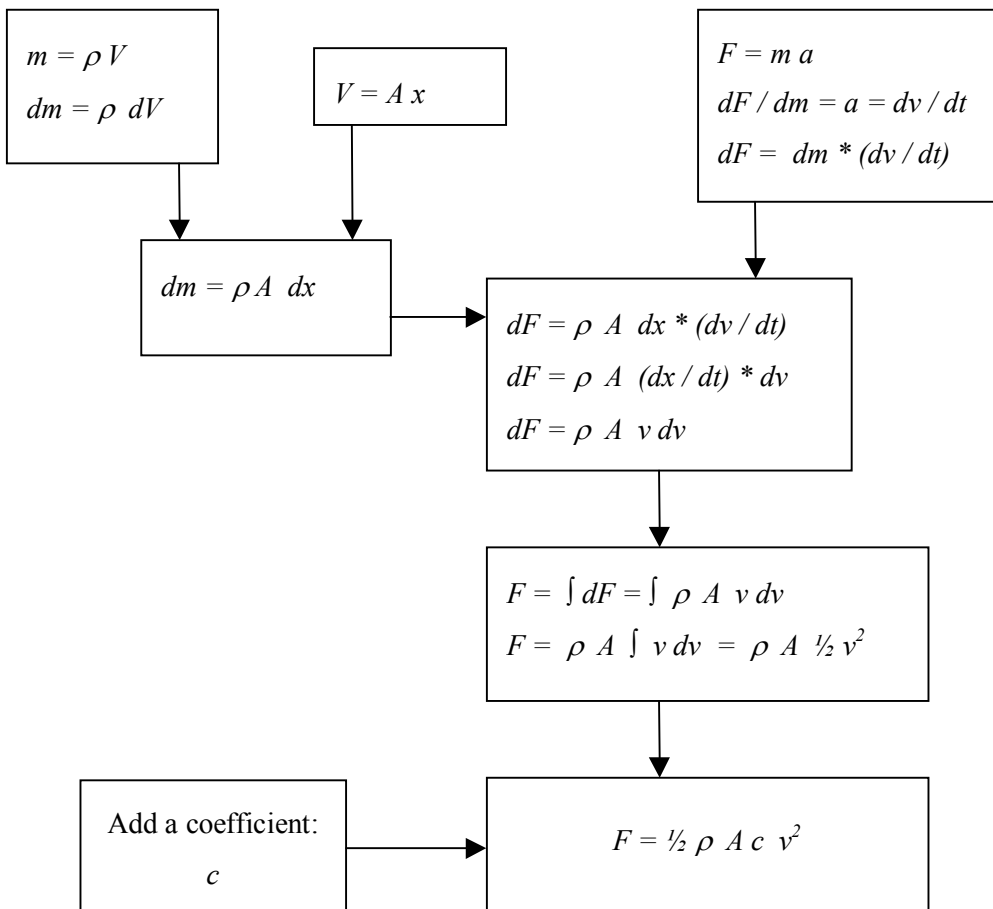 m = ρ V
dm = ρ dV
V = A x
F = m a
dF / dm = a = dv / dt
dF = dm * (dv / dt)
dm = ρ A dx
dF = ρ A dx * (dv / dt)
dF = ρ A (dx / dt) * dv
dF = ρ A v dv
F = ∫ dF = ∫ ρ A v dv
F = ρ A ∫ v dv = ρ A ½ v²
Add a coefficient:
c
F = ½ ρ A c v²